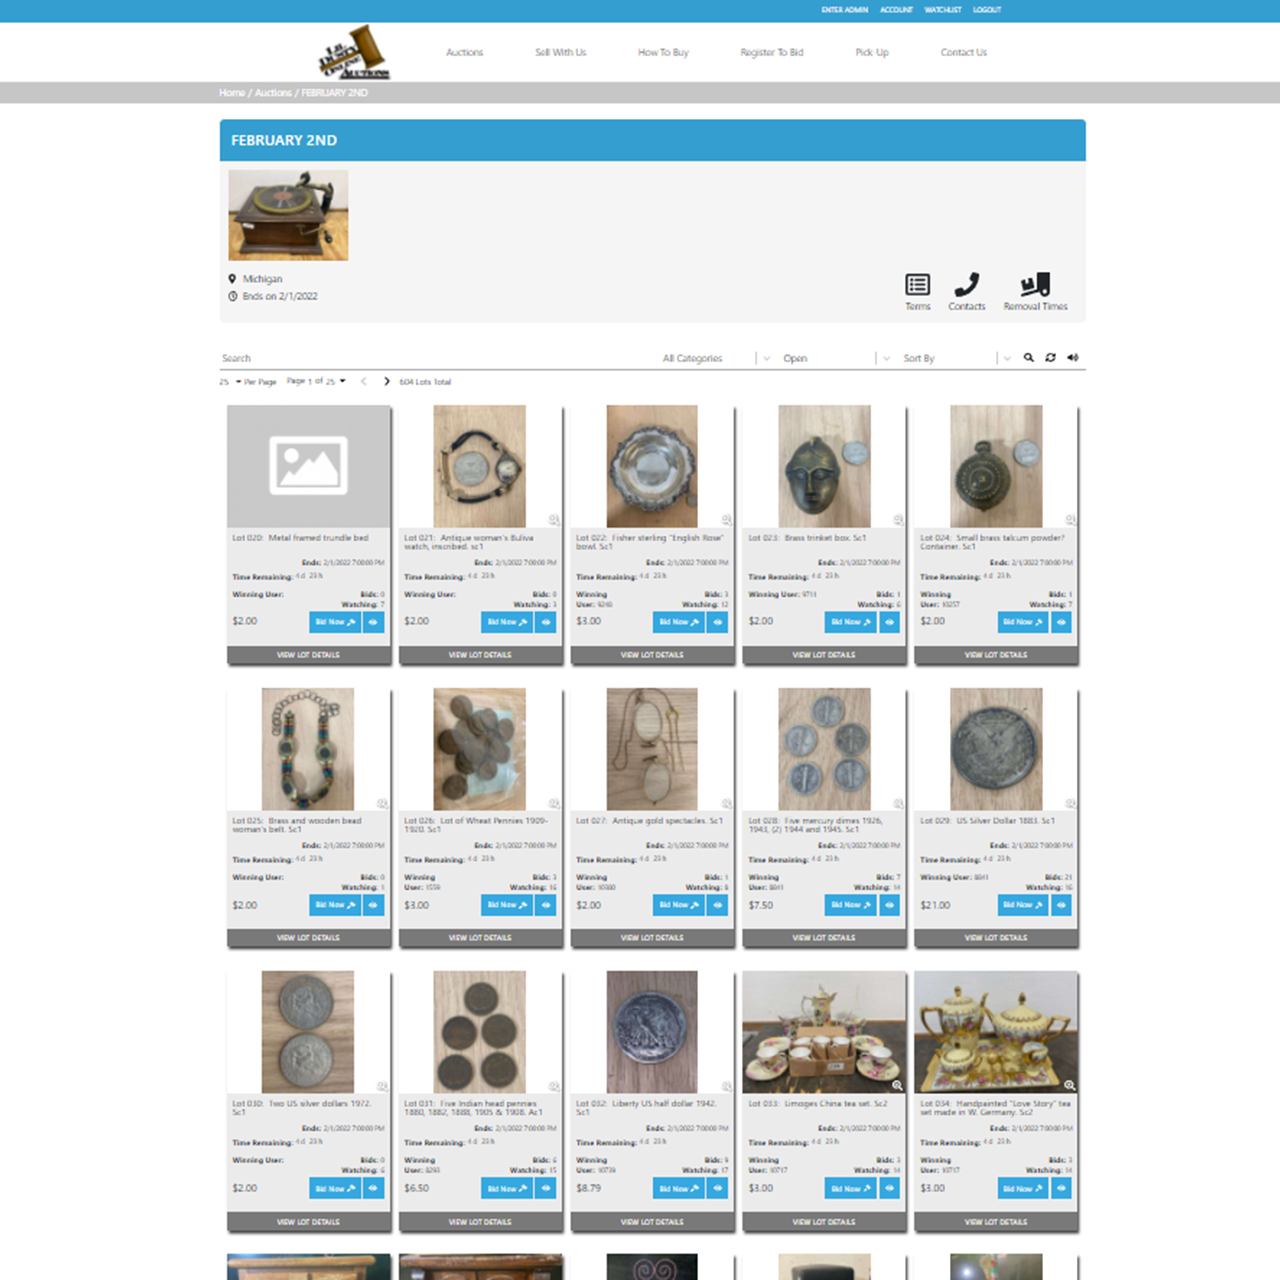 ENTER ADMIN ACCOUNT WATCHLIST LOGOUT
LIL DUSTY ONLINE AUCTIONS
Auctions Sell With Us How To Buy Register To Bid Pick Up Contact Us
Home / Auctions / FEBRUARY 2ND
FEBRUARY 2ND
Michigan
Ends on 2/1/2022
Terms Contacts Removal Times
Search All Categories Open Sort By
25 Per Page Page 1 of 25 604 Lots Total
Lot 020: Metal framed trundle bed
Ends: 2/1/2022 7:00:00 PM
Time Remaining: 4 d 23 h
Winning User: Bids: 0
Watching: 7
$2.00 Bid Now
VIEW LOT DETAILS
Lot 021: Antique woman's Buliva
watch, inscribed. sc1
Ends: 2/1/2022 7:00:00 PM
Time Remaining: 4 d 23 h
Winning User: Bids: 0
Watching: 3
$2.00 Bid Now
VIEW LOT DETAILS
Lot 022: Fisher sterling "English Rose"
bowl. Sc1
Ends: 2/1/2022 7:00:00 PM
Time Remaining: 4 d 23 h
Winning Bids: 3
User: 9240 Watching: 12
$3.00 Bid Now
VIEW LOT DETAILS
Lot 023: Brass trinket box. Sc1
Ends: 2/1/2022 7:00:00 PM
Time Remaining: 4 d 23 h
Winning User: 9711 Bids: 1
Watching: 6
$2.00 Bid Now
VIEW LOT DETAILS
Lot 024: Small brass talcum powder?
Container. Sc1
Ends: 2/1/2022 7:00:00 PM
Time Remaining: 4 d 23 h
Winning Bids: 1
User: 10257 Watching: 7
$2.00 Bid Now
VIEW LOT DETAILS
Lot 025: Brass and wooden bead
woman's belt. Sc1
Ends: 2/1/2022 7:00:00 PM
Time Remaining: 4 d 23 h
Winning User: Bids: 0
Watching: 1
$2.00 Bid Now
VIEW LOT DETAILS
Lot 026: Lot of Wheat Pennies 1909-
1920. Sc1
Ends: 2/1/2022 7:00:00 PM
Time Remaining: 4 d 23 h
Winning Bids: 3
User: 1559 Watching: 16
$3.00 Bid Now
VIEW LOT DETAILS
Lot 027: Antique gold spectacles. Sc1
Ends: 2/1/2022 7:00:00 PM
Time Remaining: 4 d 23 h
Winning Bids: 1
User: Watching: 8
$2.00 Bid Now
VIEW LOT DETAILS
Lot 028: Five mercury dimes 1926,
1943, (2) 1944 and 1945. Sc1
Ends: 2/1/2022 7:00:00 PM
Time Remaining: 4 d 23 h
Winning Bids: 7
User: 8841 Watching: 14
$7.50 Bid Now
VIEW LOT DETAILS
Lot 029: US Silver Dollar 1883. Sc1
Ends: 2/1/2022 7:00:00 PM
Time Remaining: 4 d 23 h
Winning User: 8841 Bids: 21
Watching: 16
$21.00 Bid Now
VIEW LOT DETAILS
Lot 030: Two US silver dollars 1972.
Sc1
Ends: 2/1/2022 7:00:00 PM
Time Remaining: 4 d 23 h
Winning User: Bids: 0
Watching: 6
$2.00 Bid Now
VIEW LOT DETAILS
Lot 031: Five Indian head pennies
1880, 1882, 1888, 1905 & 1908. Ac1
Ends: 2/1/2022 7:00:00 PM
Time Remaining: 4 d 23 h
Winning Bids: 6
User: 8293 Watching: 15
$6.50 Bid Now
VIEW LOT DETAILS
Lot 032: Liberty US half dollar 1942.
Sc1
Ends: 2/1/2022 7:00:00 PM
Time Remaining: 4 d 23 h
Winning Bids: 9
User: 10739 Watching: 17
$8.79 Bid Now
VIEW LOT DETAILS
Lot 033: Limoges China tea set. Sc2
Ends: 2/1/2022 7:00:00 PM
Time Remaining: 4 d 23 h
Winning Bids: 3
User: 10717 Watching: 14
$3.00 Bid Now
VIEW LOT DETAILS
Lot 034: Handpainted "Love Story" tea
set made in W. Germany. Sc2
Ends: 2/1/2022 7:00:00 PM
Time Remaining: 4 d 23 h
Winning Bids: 3
User: 10717 Watching: 14
$3.00 Bid Now
VIEW LOT DETAILS